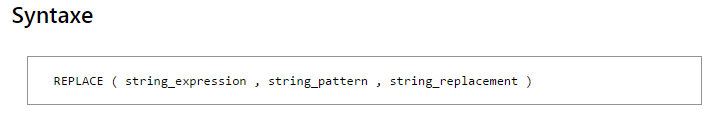 Syntaxe
REPLACE ( string_expression , string_pattern , string_replacement )